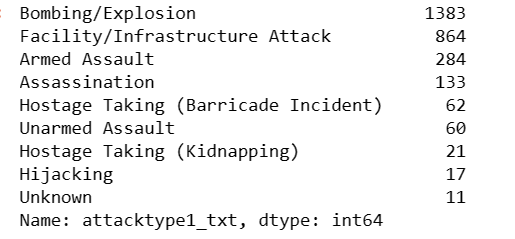 Bombing/Explosion 1383
Facility/Infrastructure Attack 864
Armed Assault 284
Assassination 133
Hostage Taking (Barricade Incident) 62
Unarmed Assault 60
Hostage Taking (Kidnapping) 21
Hijacking 17
Unknown 11
Name: attacktype1_txt, dtype: int64